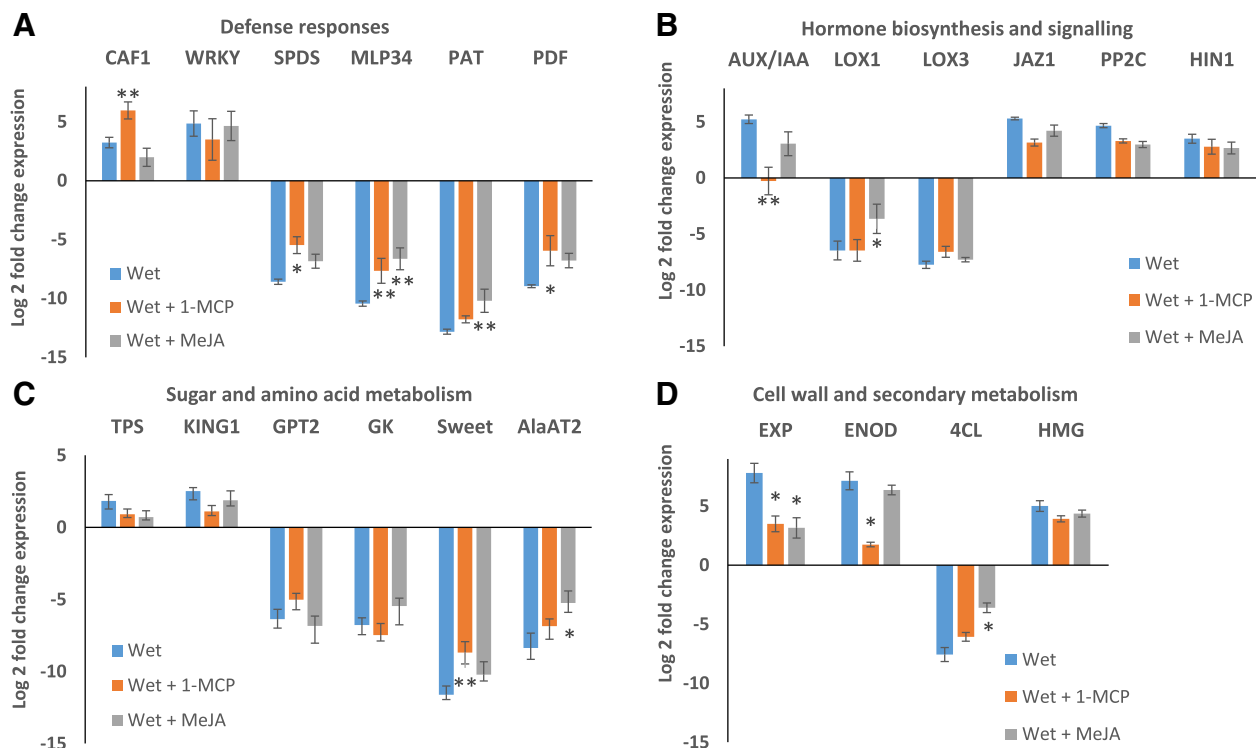 A
Defense responses
CAF1 WRKY SPDS MLP34 PAT PDF
Log 2 fold change expression
5
0
-5
-10
-15
**
*
**
**
**
*
Wet
Wet + 1-MCP
Wet + MeJA
B
Hormone biosynthesis and signalling
AUX/IAA LOX1 LOX3 JAZ1 PP2C HIN1
Log 2 fold change expression
5
0
-5
-10
-15
**
*
Wet
Wet + 1-MCP
Wet + MeJA
C
Sugar and amino acid metabolism
TPS KING1 GPT2 GK Sweet AlaAT2
Log 2 fold change expression
5
0
-5
-10
-15
**
*
Wet
Wet + 1-MCP
Wet + MeJA
D
Cell wall and secondary metabolism
EXP ENOD 4CL HMG
Log 2 fold change expression
5
0
-5
-10
-15
*
*
*
*
Wet
Wet + 1-MCP
Wet + MeJA